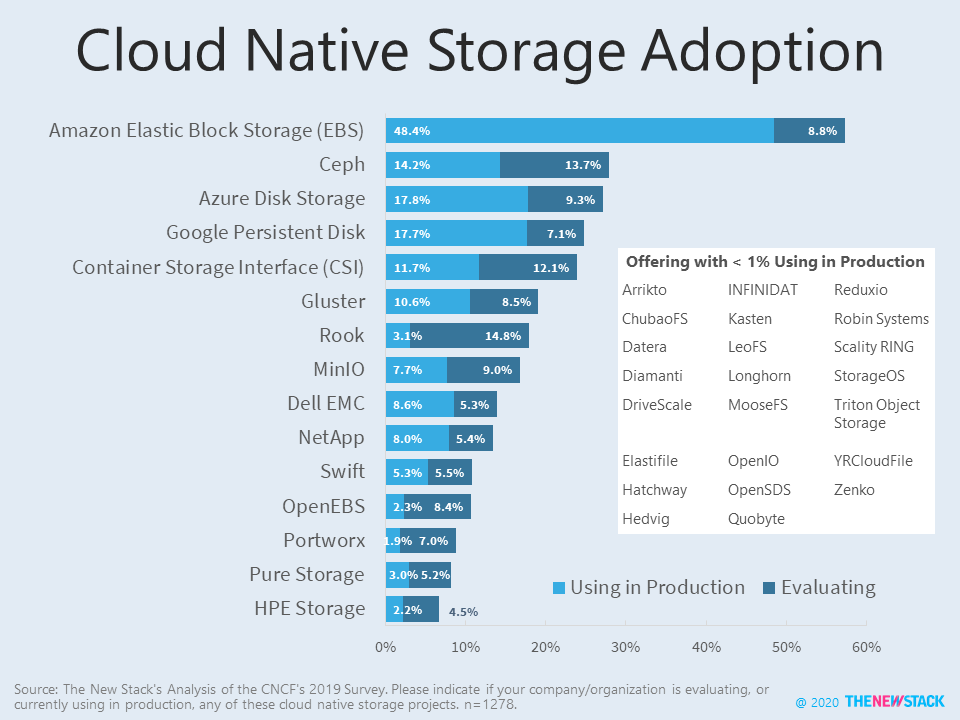 Cloud Native Storage Adoption
Amazon Elastic Block Storage (EBS) 48.4% 8.8%
Ceph 14.2% 13.7%
Azure Disk Storage 17.8% 9.3%
Google Persistent Disk 17.7% 7.1%
Container Storage Interface (CSI) 11.7% 12.1%
Gluster 10.6% 8.5%
Rook 3.1% 14.8%
MinIO 7.7% 9.0%
Dell EMC 8.6% 5.3%
NetApp 8.0% 5.4%
Swift 5.3% 5.5%
OpenEBS 2.3% 8.4%
Portworx 1.9% 7.0%
Pure Storage 3.0% 5.2%
HPE Storage 2.2% 4.5%
0% 10% 20% 30% 40% 50% 60%
Offering with < 1% Using in Production
Arrikto INFINIDAT Reduxio
ChubaoFS Kasten Robin Systems
Datera LeoFS Scality RING
Diamanti Longhorn StorageOS
DriveScale MooseFS Triton Object
Storage
Elastifile OpenIO YRCloudFile
Hatchway OpenSDS Zenko
Hedvig Quobyte
Using in Production Evaluating
Source: The New Stack's Analysis of the CNCF's 2019 Survey. Please indicate if your company/organization is evaluating, or
currently using in production, any of these cloud native storage projects. n=1278.
@ 2020 THENEWSTACK